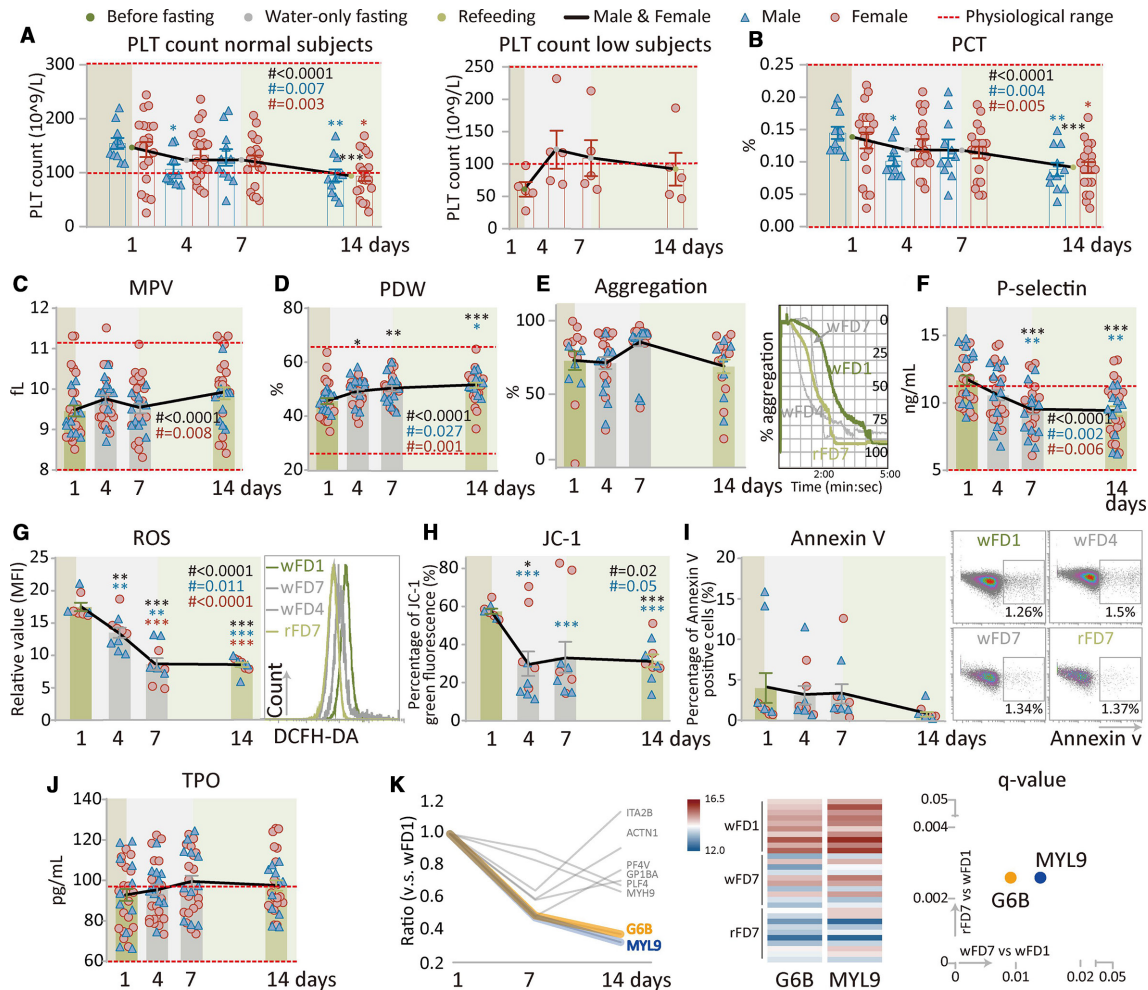 Before fasting Water-only fasting Refeeding Male & Female Male Female Physiological range
A
PLT count normal subjects
PLT count (10^9/L)
300
200
100
0
#<0.0001
#=0.007
#=0.003
*
**
***
*
1 4 7 14 days
PLT count low subjects
PLT count (10^9/L)
250
200
150
100
50
0
1 4 7 14 days
B
PCT
%
0.25
0.20
0.15
0.10
0.05
0.00
#<0.0001
#=0.004
#=0.005
*
**
***
*
1 4 7 14 days
C
MPV
fL
12
11
10
9
8
#<0.0001
#=0.008
1 4 7 14 days
D
PDW
%
80
60
40
20
*
**
***
*
#<0.0001
#=0.027
#=0.001
1 4 7 14 days
E
Aggregation
%
100
50
0
1 4 7 14 days
% aggregation
wFD7
wFD1
wFD4
rFD7
0
25
50
75
100
2:00 5:00
Time (min:sec)
F
P-selectin
ng/mL
15
10
5
***
**
***
**
#<0.0001
#=0.002
#=0.006
1 4 7 14
days
G
ROS
Relative value (MFI)
25
20
15
10
5
0
**
**
***
**
***
***
***
***
#<0.0001
#=0.011
#<0.0001
1 4 7 14 days
wFD1
wFD7
wFD4
rFD7
Count
DCFH-DA
H
JC-1
Percentage of JC-1
green fluorescence (%)
80
60
40
20
0
*
***
***
***
***
#=0.02
#=0.05
1 4 7 14 days
I
Annexin V
Percentage of Annexin V
positive cells (%)
25
20
15
10
5
0
1 4 7 14 days
wFD1 wFD4
1.26% 1.5%
wFD7 rFD7
1.34% 1.37%
Annexin v
J
TPO
pg/mL
140
120
100
80
60
1 4 7 14 days
K
Ratio (v.s. wFD1)
1.2
1.0
0.8
0.6
0.4
0.2
ITA2B
ACTN1
PF4V
GP1BA
PLF4
MYH9
G6B
MYL9
1 7 14 days
16.5
12.0
wFD1
wFD7
rFD7
G6B MYL9
q-value
rFD7 vs wFD1
0.05
0.004
0.002
0
MYL9
G6B
wFD7 vs wFD1
0 0.01 0.02 0.05